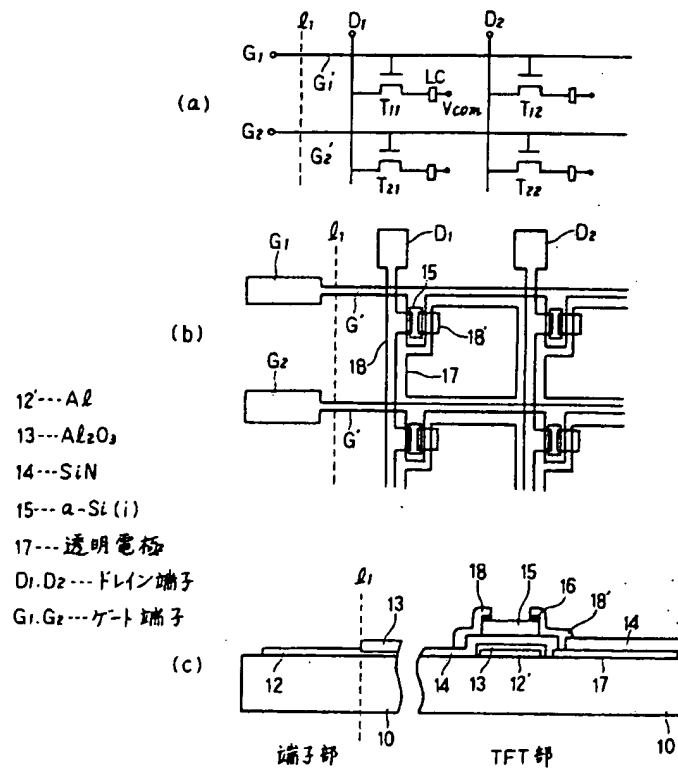 (a)
l₁
D₁
D₂
G₁
G₁'
LC
Vcom
T₁₁
T₁₂
G₂
G₂'
T₂₁
T₂₂
(b)
G₁
l₁
D₁
D₂
15
G'
18
18'
17
G₂
G'
12'---Al
13---Al₂O₃
14---SiN
15---a-Si(i)
17---透明電極
D₁.D₂---ドレイン端子
G₁.G₂---ゲート端子
(c)
l₁
13
18
15
16
18'
14
12
10
14
13
12'
17
10
端子部
TFT部